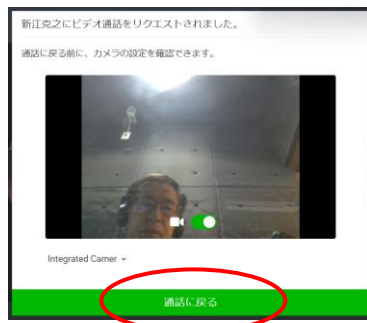 新江克之にビデオ通話をリクエストされました。
通話に戻る前に、カメラの設定を確認できます。
Integrated Camer
通話に戻る